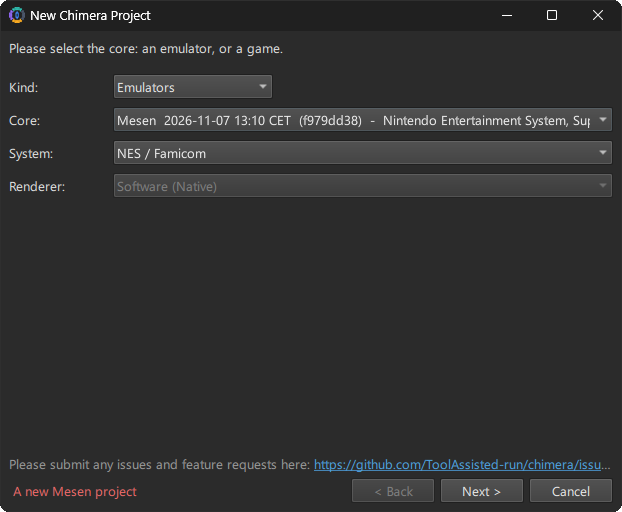 New Chimera Project
Please select the core: an emulator, or a game.
Kind: Emulators
Core: Mesen 2026-11-07 13:10 CET (f979dd38) - Nintendo Entertainment System, Sup
System: NES / Famicom
Renderer: Software (Native)
Please submit any issues and feature requests here: https://github.com/ToolAssisted-run/chimera/issu...
A new Mesen project < Back Next > Cancel